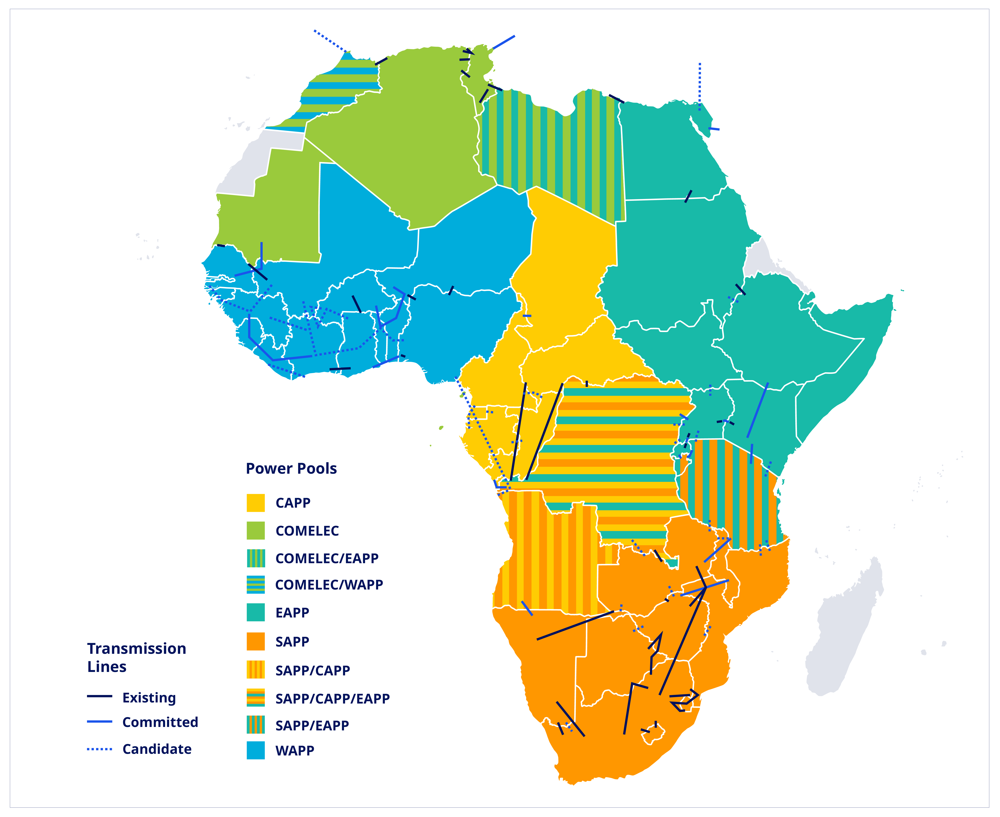 Power Pools
CAPP
COMELEC
COMELEC/EAPP
COMELEC/WAPP
EAPP
SAPP
SAPP/CAPP
SAPP/CAPP/EAPP
SAPP/EAPP
WAPP
Transmission
Lines
Existing
Committed
Candidate